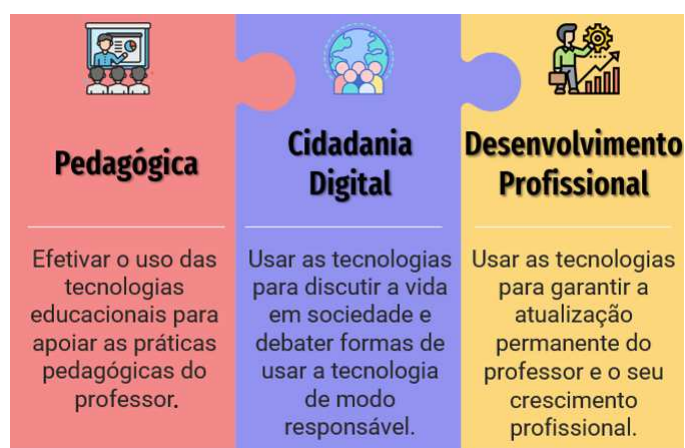 Pedagógica
Efetivar o uso das
tecnologias
educacionais para
apoiar as práticas
pedagógicas do
professor.
Cidadania
Digital
Usar as tecnologias
para discutir a vida
em sociedade e
debater formas de
usar a tecnologia
de modo
responsável.
Desenvolvimento
Profissional
Usar as tecnologias
para garantir a
atualização
permanente do
professor e o seu
crescimento
profissional.